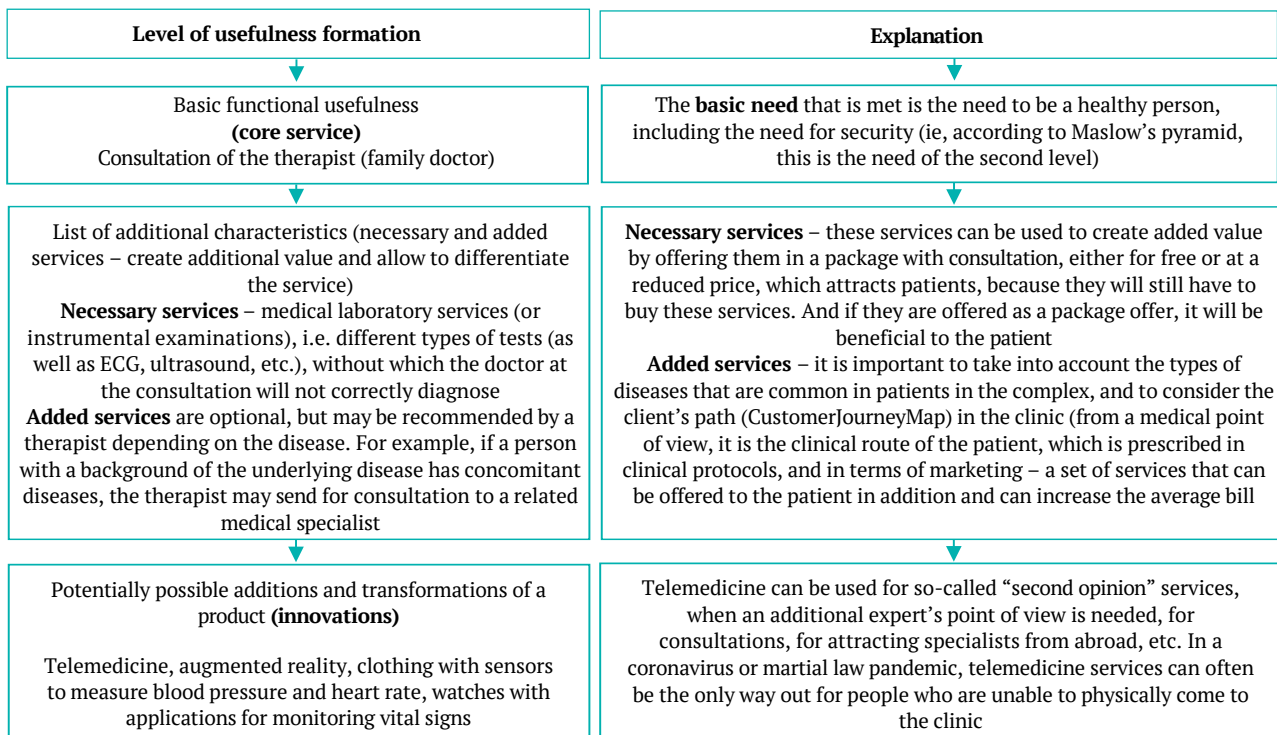 Level of usefulness formation
Explanation
Basic functional usefulness
(core service)
Consultation of the therapist (family doctor)
The basic need that is met is the need to be a healthy person,
including the need for security (ie, according to Maslow’s pyramid,
this is the need of the second level)
List of additional characteristics (necessary and added
services – create additional value and allow to differentiate
the service)
Necessary services – medical laboratory services (or
instrumental examinations), i.e. different types of tests (as
well as ECG, ultrasound, etc.), without which the doctor at
the consultation will not correctly diagnose
Added services are optional, but may be recommended by a
therapist depending on the disease. For example, if a person
with a background of the underlying disease has concomitant
diseases, the therapist may send for consultation to a related
medical specialist
Necessary services – these services can be used to create added value
by offering them in a package with consultation, either for free or at a
reduced price, which attracts patients, because they will still have to
buy these services. And if they are offered as a package offer, it will be
beneficial to the patient
Added services – it is important to take into account the types of
diseases that are common in patients in the complex, and to consider the
client’s path (CustomerJourneyMap) in the clinic (from a medical point
of view, it is the clinical route of the patient, which is prescribed in
clinical protocols, and in terms of marketing – a set of services that can
be offered to the patient in addition and can increase the average bill
Potentially possible additions and transformations of a
product (innovations)
Telemedicine, augmented reality, clothing with sensors
to measure blood pressure and heart rate, watches with
applications for monitoring vital signs
Telemedicine can be used for so-called “second opinion” services,
when an additional expert’s point of view is needed, for
consultations, for attracting specialists from abroad, etc. In a
coronavirus or martial law pandemic, telemedicine services can often
be the only way out for people who are unable to physically come to
the clinic